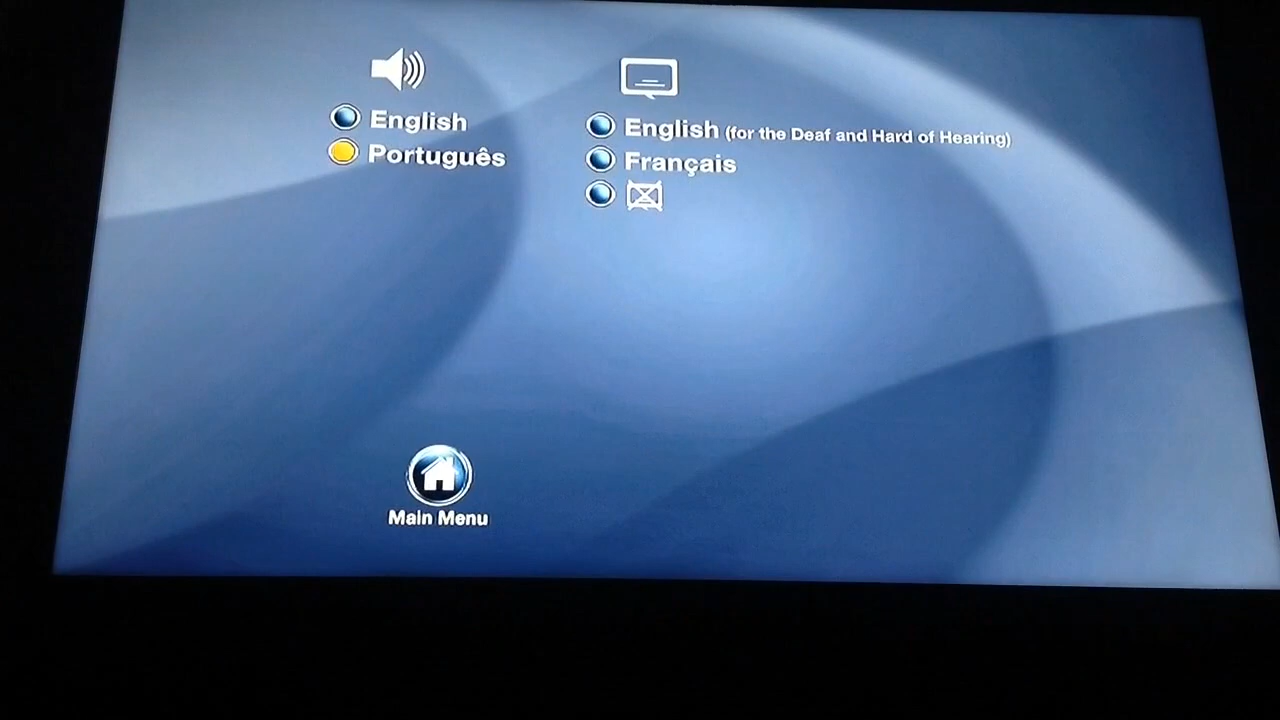 English
Português
English (for the Deaf and Hard of Hearing)
Français
Main Menu